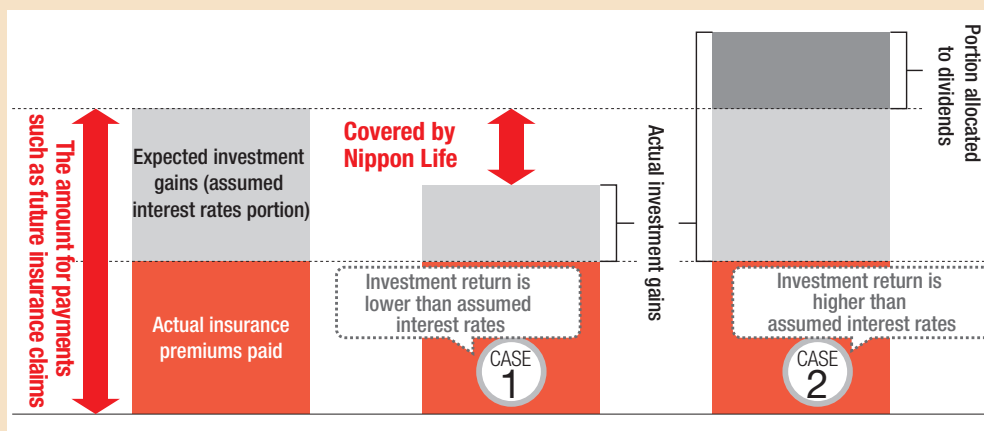 The amount for payments
such as future insurance claims
Expected investment
gains (assumed
interest rates portion)
Actual insurance
premiums paid
Covered by
Nippon Life
Investment return is
lower than assumed
interest rates
CASE
1
Actual investment gains
Portion allocated
to dividends
Investment return is
higher than
assumed interest rates
CASE
2